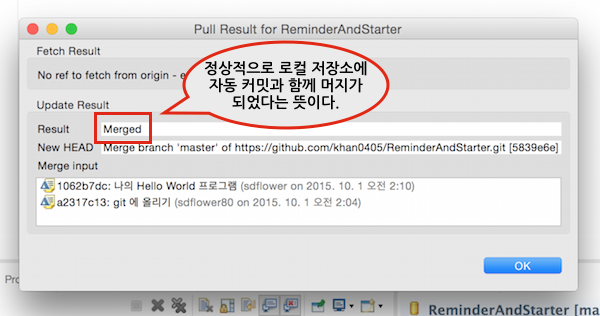 Pull Result for ReminderAndStarter
Fetch Result
No ref to fetch from origin - e
정상적으로 로컬 저장소에
자동 커밋과 함께 머지가
되었다는 뜻이다.
Update Result
Result Merged
New HEAD Merge branch 'master' of https://github.com/khan0405/ReminderAndStarter.git [5839e6e]
Merge input
1062b7dc: 나의 Hello World 프로그램 (sdflower on 2015. 10. 1 오전 2:10)
a2317c13: git 에 올리기 (sdflower80 on 2015. 10. 1 오전 2:04)
OK
Pro
ReminderAndStarter [ma